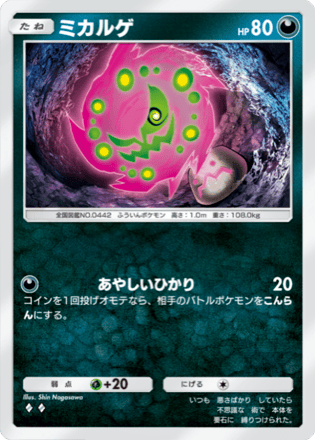 たね ミカルゲ HP 80
全国図鑑NO.0442 ふういんポケモン 高さ：1.0m 重さ：108.0kg
あやしいひかり 20
コインを1回投げオモテなら、相手のバトルポケモンをこんら
んにする。
弱点 +20 にげる
Illus. Shin Nagasawa
いつも 悪さばかり していたら
不思議な 術で 本体を
要石に 縛りつけられた。